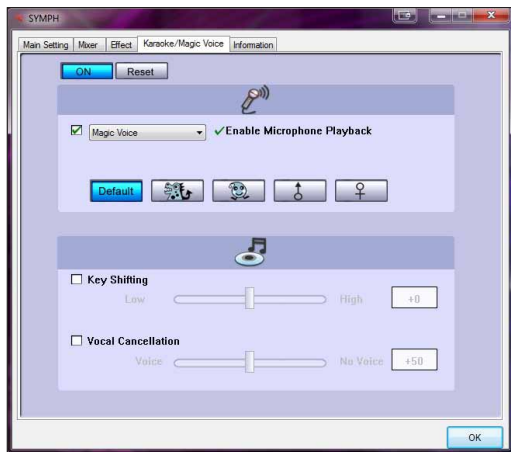 SYMPH
Main Setting Mixer Effect Karaoke/Magic Voice Information
ON Reset
Magic Voice ✓Enable Microphone Playback
Default
Key Shifting
Low High +0
Vocal Cancellation
Voice No Voice +50
OK